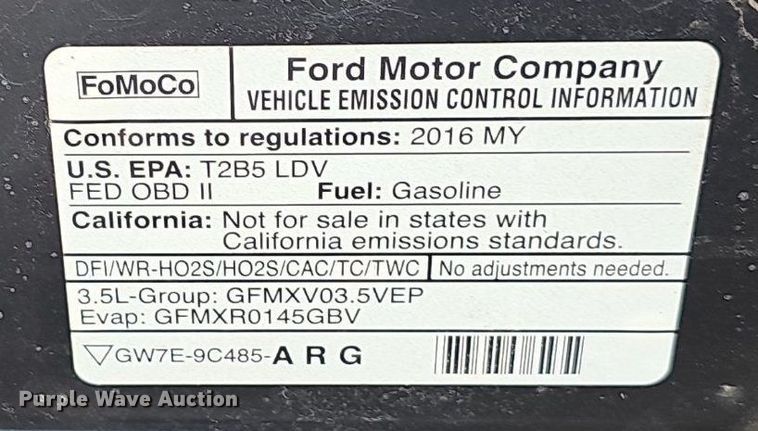 FoMoCo
Ford Motor Company
VEHICLE EMISSION CONTROL INFORMATION
Conforms to regulations: 2016 MY
U.S. EPA: T2B5 LDV
FED OBD II Fuel: Gasoline
California: Not for sale in states with
California emissions standards.
DFI/WR-HO2S/HO2S/CAC/TC/TWC No adjustments needed.
3.5L-Group: GFMXV03.5VEP
Evap: GFMXR0145GBV
GW7E-9C485-A R G
Purple Wave Auction